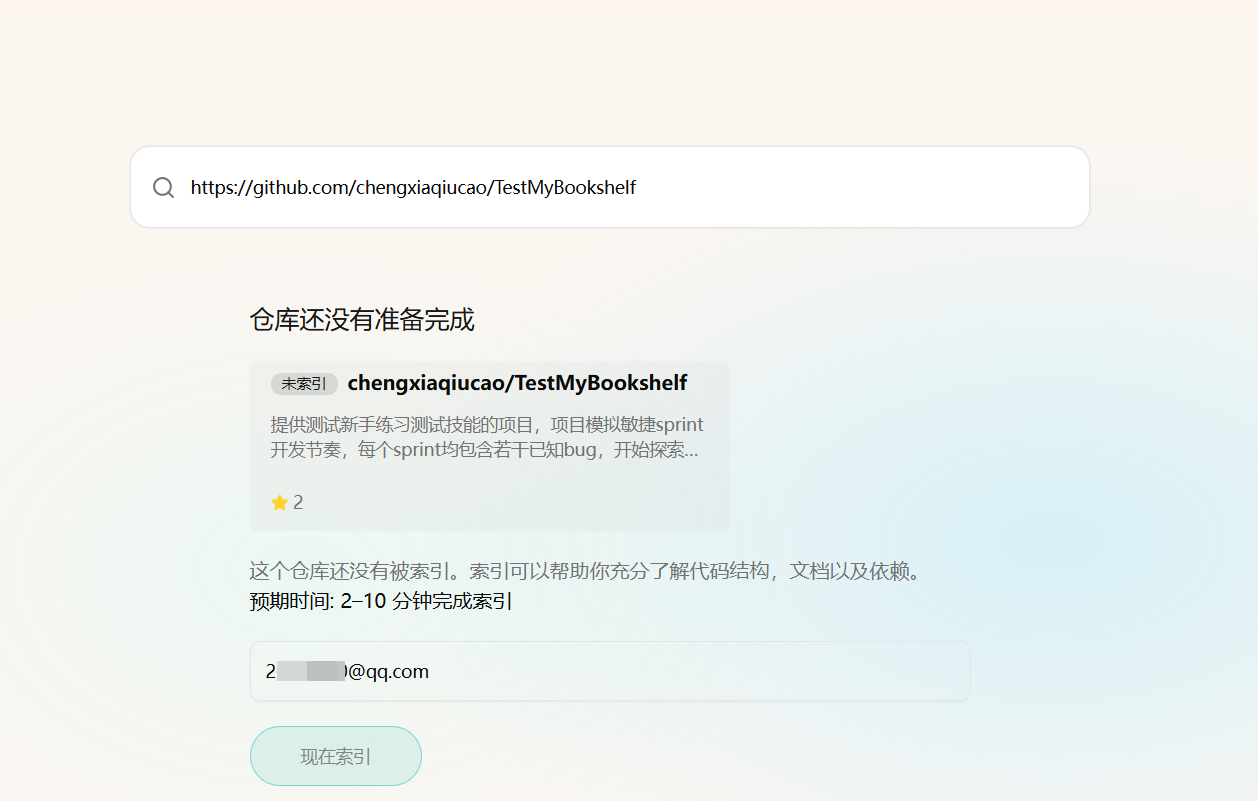 https://github.com/chengxiaqiucao/TestMyBookshelf
仓库还没有准备完成
未索引 chengxiaqiucao/TestMyBookshelf
提供测试新手练习测试技能的项目，项目模拟敏捷sprint
开发节奏，每个sprint均包含若干已知bug，开始探索...
2
这个仓库还没有被索引。索引可以帮助你充分了解代码结构，文档以及依赖。
预期时间: 2–10 分钟完成索引
2 @qq.com
现在索引